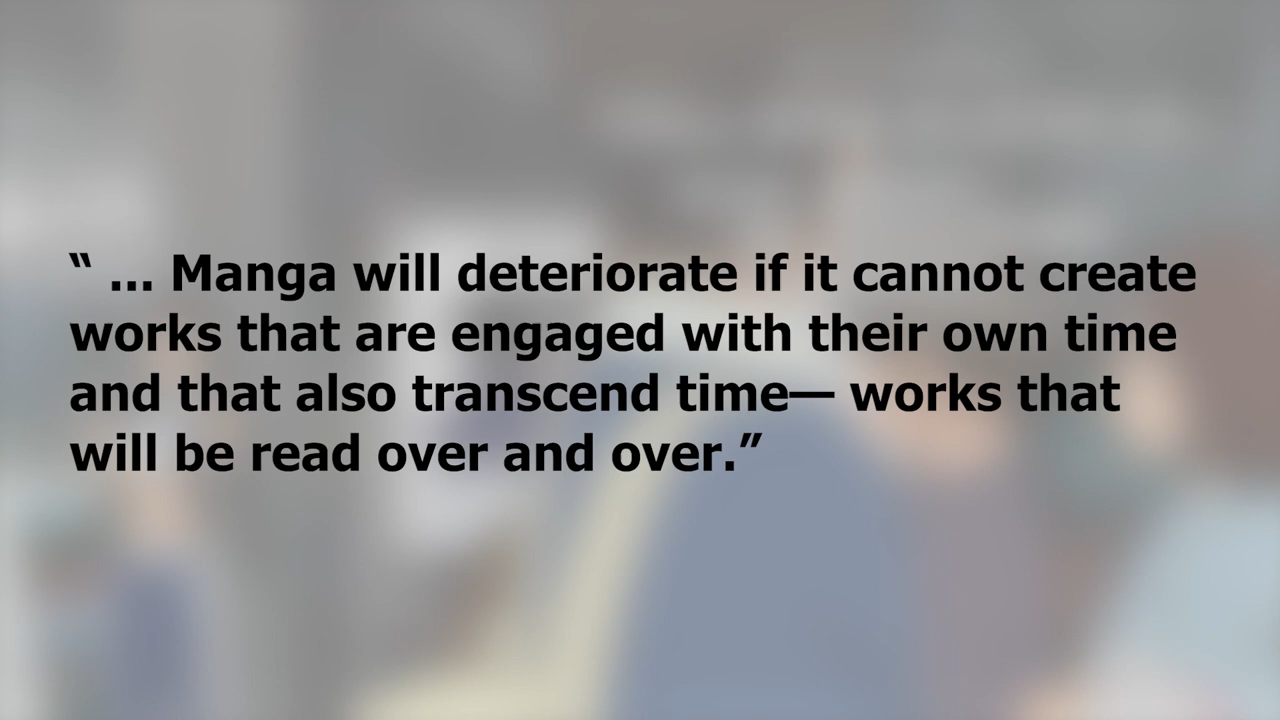 “ ... Manga will deteriorate if it cannot create
works that are engaged with their own time
and that also transcend time— works that
will be read over and over.”